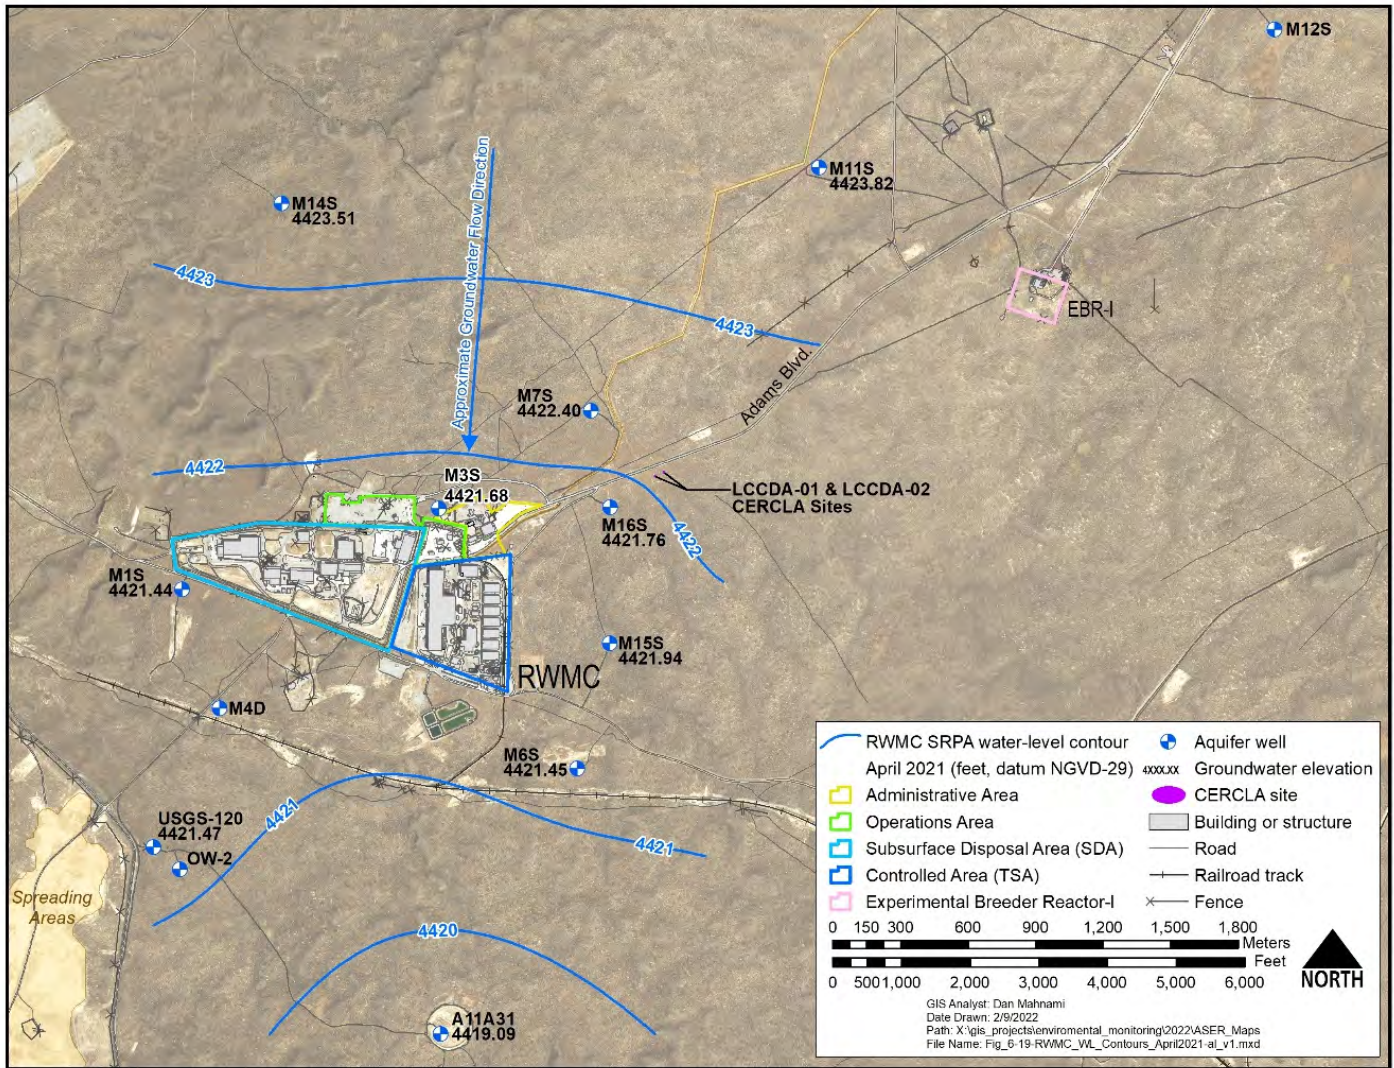 M12S
M11S
4423.82
M14S
4423.51
Approximate Groundwater Flow Direction
4423
4423
EBR-I
Adams Blvd.
M7S
4422.40
4422
M3S
4421.68
LCCDA-01 & LCCDA-02
CERCLA Sites
M16S
4421.76
4422
M1S
4421.44
M15S
4421.94
RWMC
M4D
M6S
4421.45
4421
4421
USGS-120
4421.47
OW-2
Spreading
Areas
4420
A11A31
4419.09
RWMC SRPA water-level contour
April 2021 (feet, datum NGVD-29)
Administrative Area
Operations Area
Subsurface Disposal Area (SDA)
Controlled Area (TSA)
Experimental Breeder Reactor-I
Aquifer well
4XXX.XX Groundwater elevation
CERCLA site
Building or structure
Road
Railroad track
Fence
0 150 300 600 900 1,200 1,500 1,800
Meters
Feet
0 500 1,000 2,000 3,000 4,000 5,000 6,000
NORTH
GIS Analyst: Dan Mahnami
Date Drawn: 2/9/2022
Path: X:\gis_projects\enviromental_monitoring\2022\ASER_Maps
File Name: Fig_6-19-RWMC_WL_Contours_April2021-al_v1.mxd